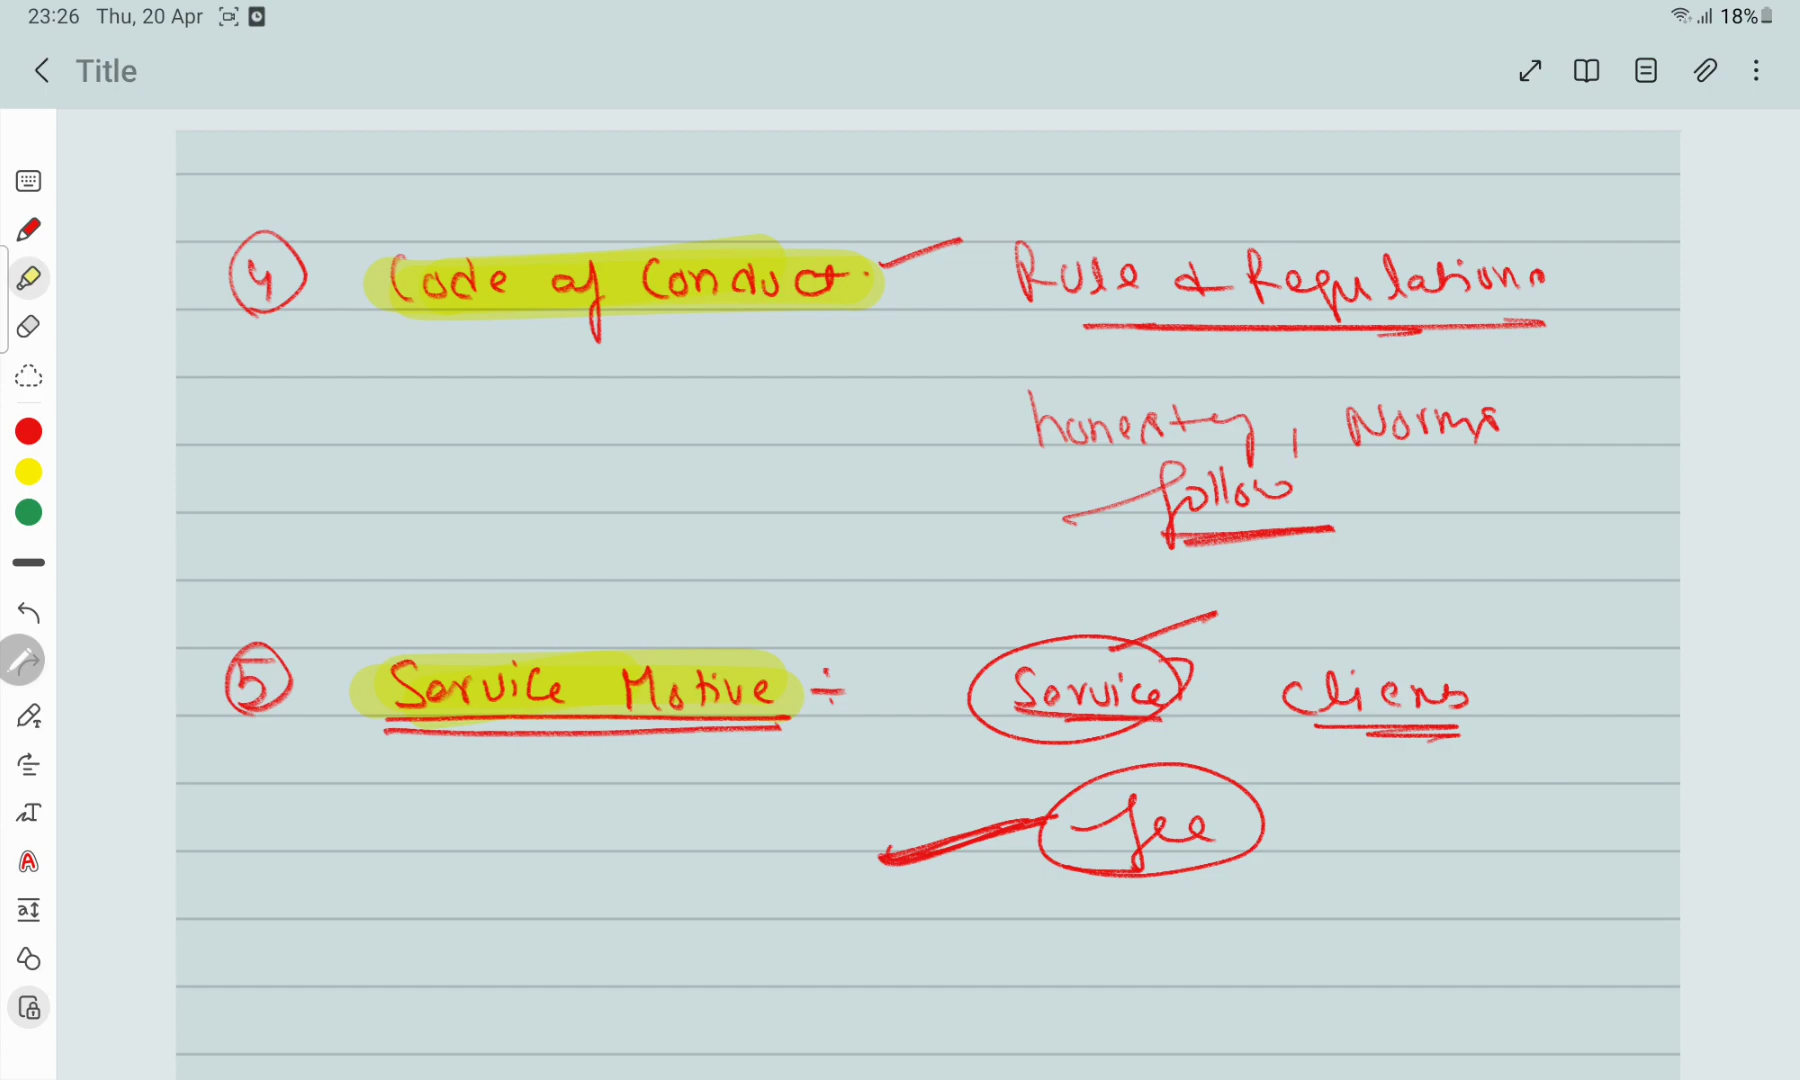 23:26 Thu, 20 Apr 18%
Title
4 Code of Conduct. Rule & Regulations
honesty, Norms
follow
5 Service Motive ÷ Service Cliens
fee